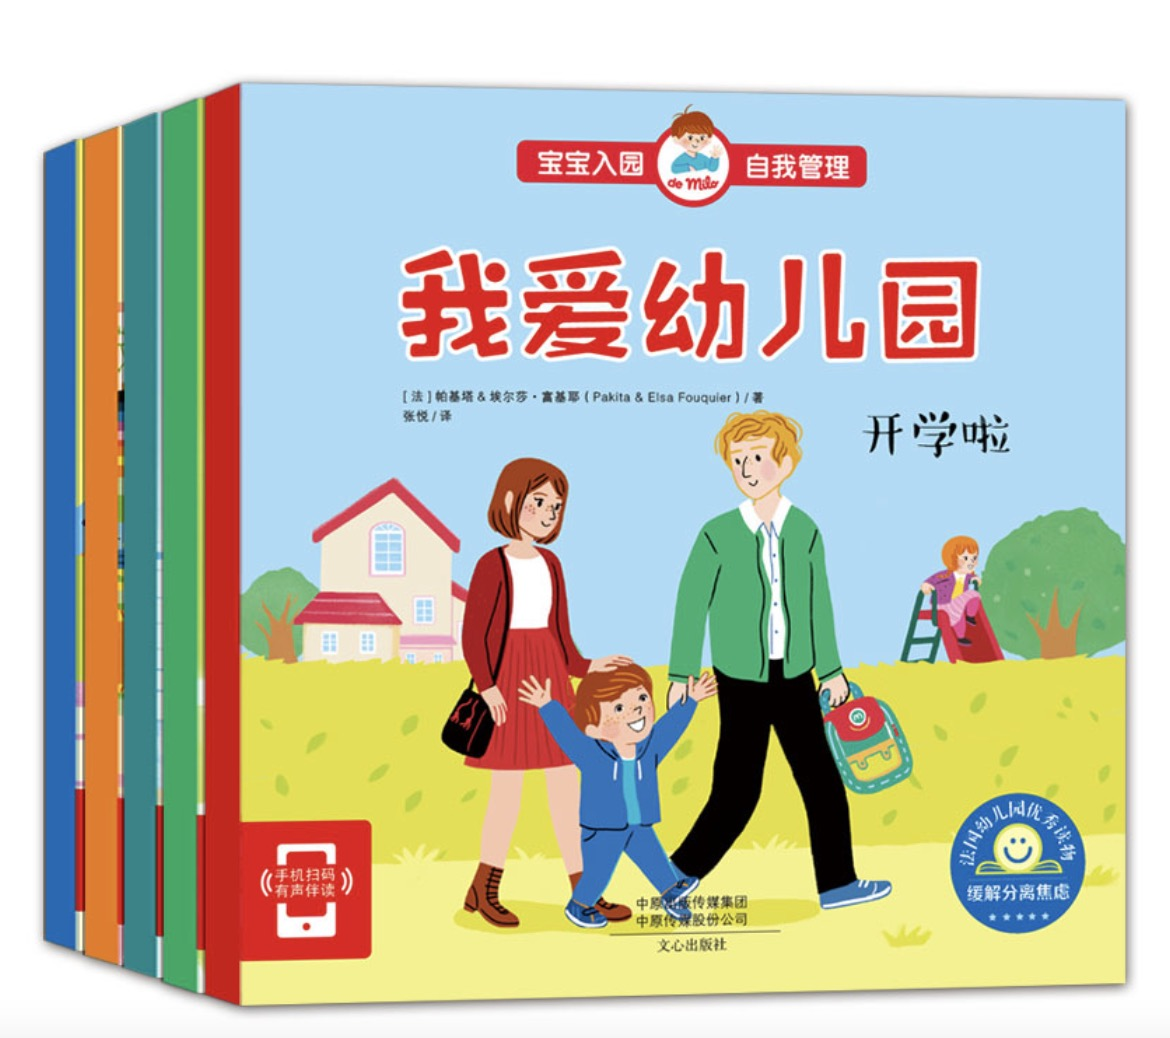 宝宝入园 自我管理
de Milo
我爱幼儿园
[法]帕基塔 & 埃尔莎·富基耶 (Pakita & Elsa Fouquier) / 著
张悦 / 译
开学啦
手机扫码
有声伴读
法国幼儿园优秀读物
缓解分离焦虑
中原出版传媒集团
中原传媒股份公司
文心出版社
m